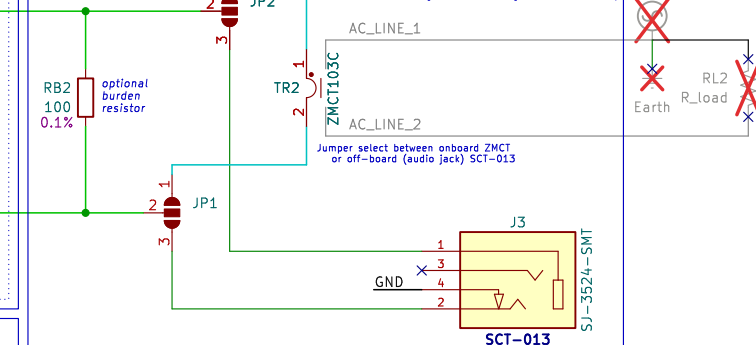 JP2
2
3
AC_LINE_1
1
TR2
ZMCT103C
2
AC_LINE_2
RB2
100
0.1%
optional
burden
resistor
RL2
R_load
Earth
Jumper select between onboard ZMCT
or off-board (audio jack) SCT-013
1
2
JP1
3
J3
1
3
GND
4
2
SJ-3524-SMT
SCT-013